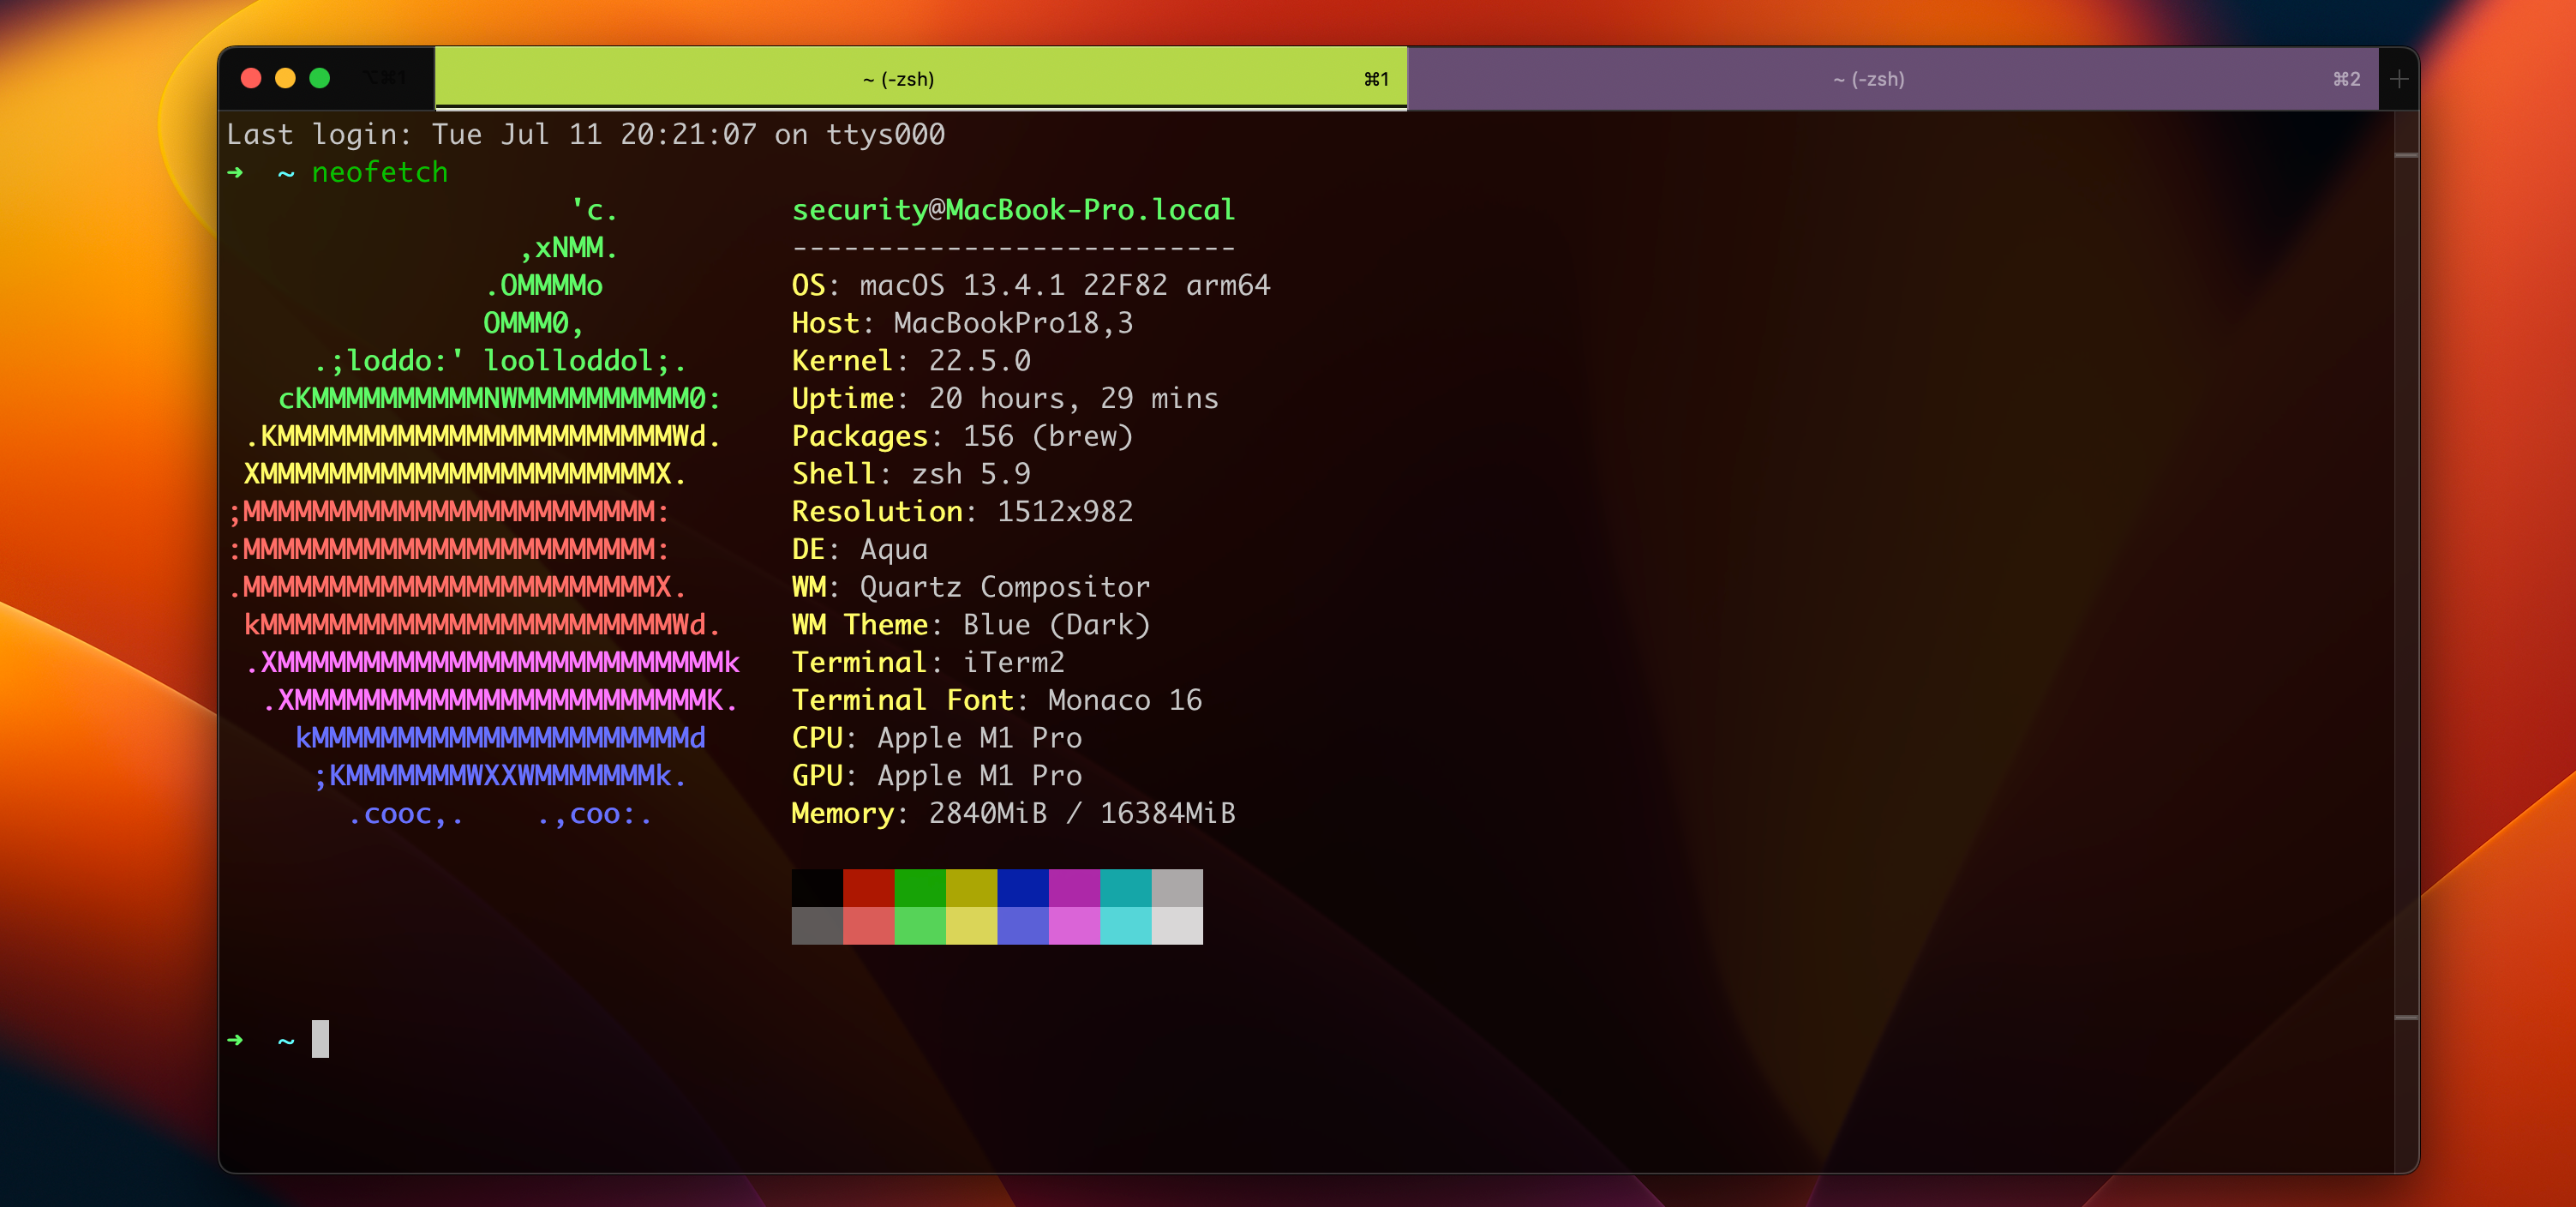 ⌥⌘1 ~ (-zsh) ⌘1 ~ (-zsh) ⌘2 +
Last login: Tue Jul 11 20:21:07 on ttys000
➜  ~ neofetch
                    'c.          security@MacBook-Pro.local
                 ,xNMM.          --------------------------
               .OMMMMo           OS: macOS 13.4.1 22F82 arm64
               OMMM0,            Host: MacBookPro18,3
     .;loddo:' loolloddol;.      Kernel: 22.5.0
   cKMMMMMMMMMMNWMMMMMMMMMM0:    Uptime: 20 hours, 29 mins
 .KMMMMMMMMMMMMMMMMMMMMMMMWd.    Packages: 156 (brew)
 XMMMMMMMMMMMMMMMMMMMMMMMX.      Shell: zsh 5.9
;MMMMMMMMMMMMMMMMMMMMMMMM:       Resolution: 1512x982
:MMMMMMMMMMMMMMMMMMMMMMMM:       DE: Aqua
.MMMMMMMMMMMMMMMMMMMMMMMMX.      WM: Quartz Compositor
 kMMMMMMMMMMMMMMMMMMMMMMMMWd.    WM Theme: Blue (Dark)
 .XMMMMMMMMMMMMMMMMMMMMMMMMMMk   Terminal: iTerm2
  .XMMMMMMMMMMMMMMMMMMMMMMMMK.   Terminal Font: Monaco 16
    kMMMMMMMMMMMMMMMMMMMMMMd     CPU: Apple M1 Pro
     ;KMMMMMMMWXXWMMMMMMMk.      GPU: Apple M1 Pro
       .cooc,.    .,coo:.        Memory: 2840MiB / 16384MiB
➜  ~